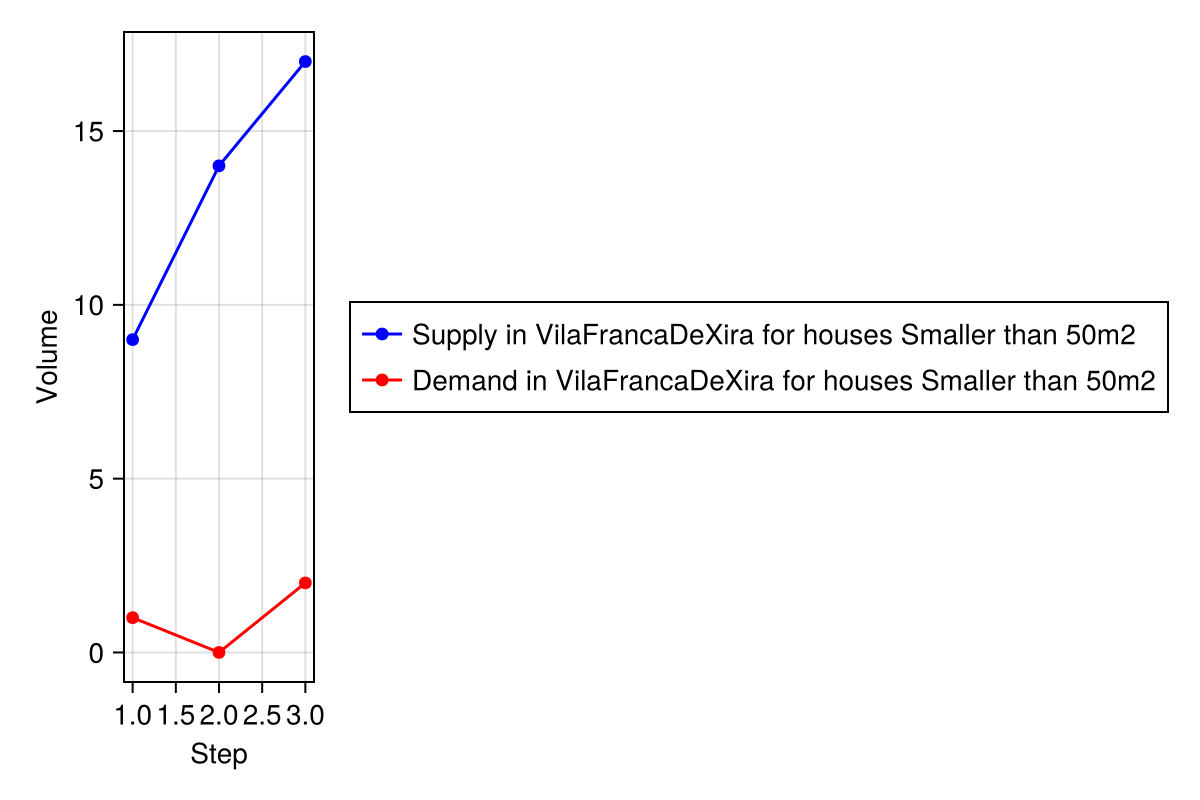 Volume
15
10
5
0
1.0 1.5 2.0 2.5 3.0
Step
Supply in VilaFrancaDeXira for houses Smaller than 50m2
Demand in VilaFrancaDeXira for houses Smaller than 50m2